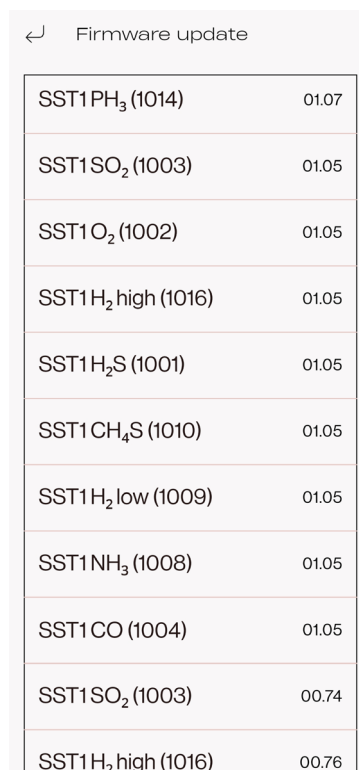 Firmware update
SST1 PH₃ (1014) 01.07
SST1 SO₂ (1003) 01.05
SST1 O₂ (1002) 01.05
SST1 H₂ high (1016) 01.05
SST1 H₂S (1001) 01.05
SST1 CH₄S (1010) 01.05
SST1 H₂ low (1009) 01.05
SST1 NH₃ (1008) 01.05
SST1 CO (1004) 01.05
SST1 SO₂ (1003) 00.74
SST1 H₂ high (1016) 00.76